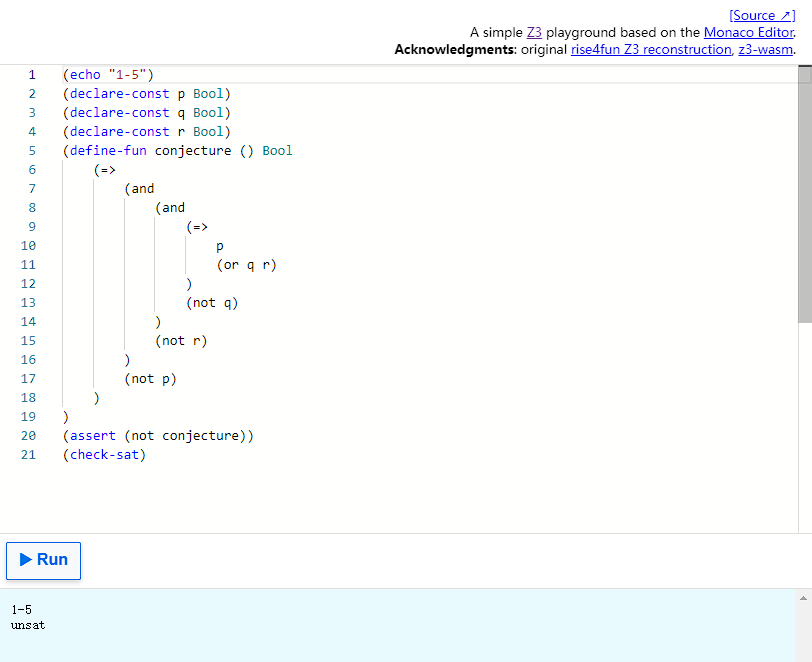 [Source ↗]
A simple Z3 playground based on the Monaco Editor.
Acknowledgments: original rise4fun Z3 reconstruction, z3-wasm.
1 (echo "1-5")
2 (declare-const p Bool)
3 (declare-const q Bool)
4 (declare-const r Bool)
5 (define-fun conjecture () Bool
6     (=>
7         (and
8             (and
9                 (=>
10                     p
11                     (or q r)
12                 )
13                 (not q)
14             )
15             (not r)
16         )
17         (not p)
18     )
19 )
20 (assert (not conjecture))
21 (check-sat)
▶ Run
1-5
unsat